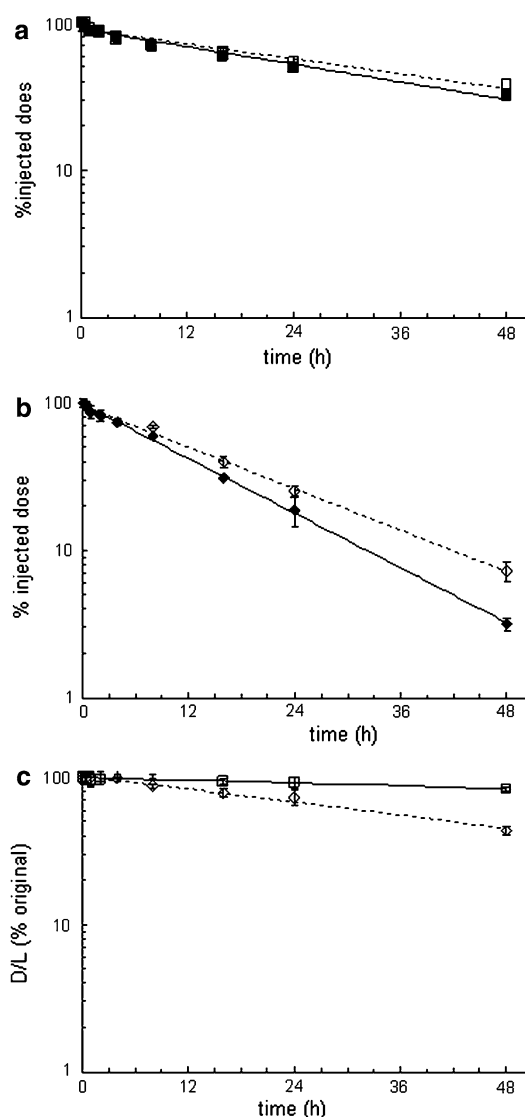 a
100
10
1
%injected does
0 12 24 36 48
time (h)
b
100
10
1
% injected dose
0 12 24 36 48
time (h)
c
100
10
1
D/L (% original)
0 12 24 36 48
time (h)